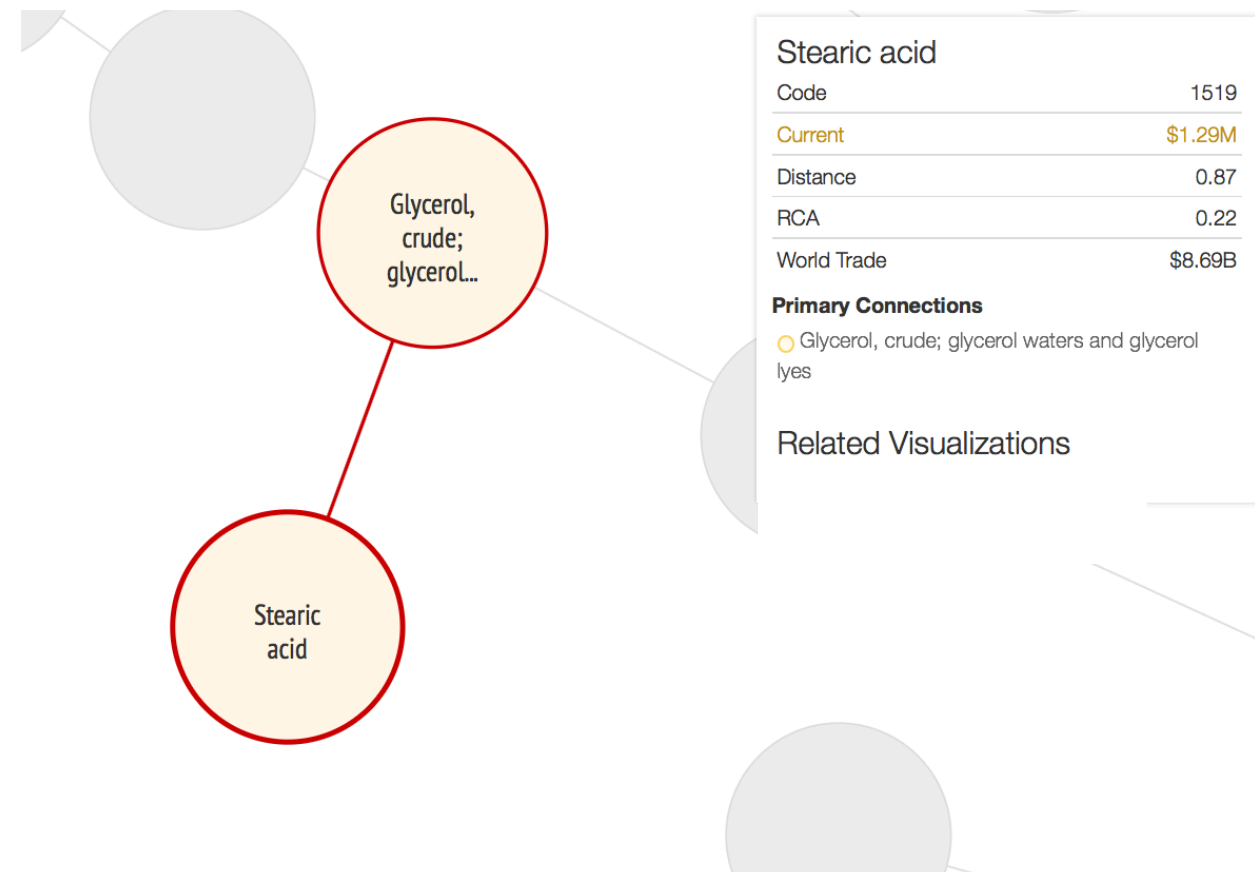 Glycerol,
crude;
glycerol...
Stearic
acid
Stearic acid
Code 1519
Current $1.29M
Distance 0.87
RCA 0.22
World Trade $8.69B
Primary Connections
Glycerol, crude; glycerol waters and glycerol
lyes
Related Visualizations